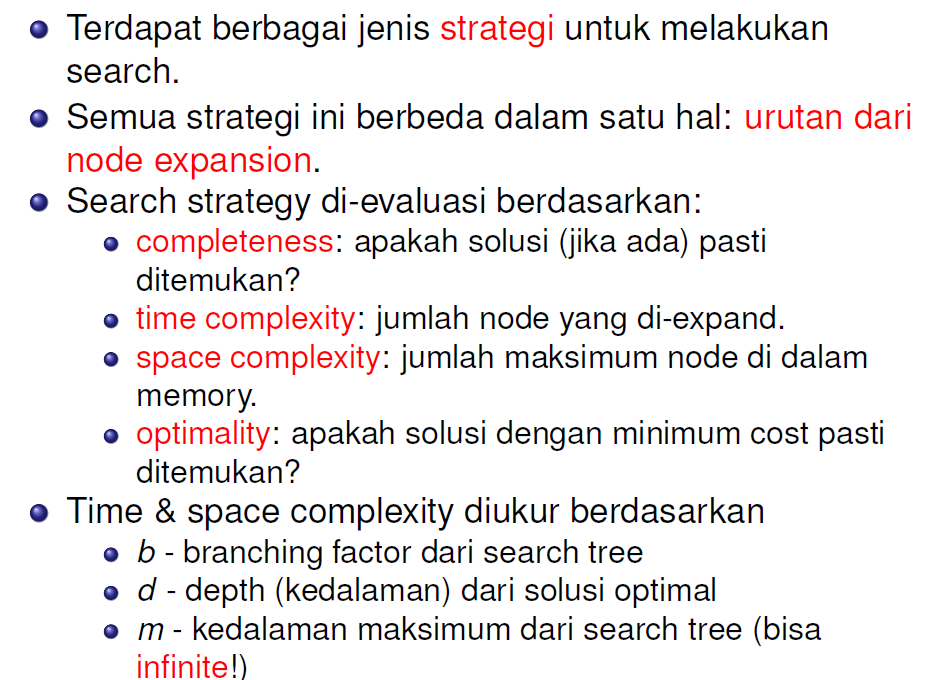 Terdapat berbagai jenis strategi untuk melakukan
search.
Semua strategi ini berbeda dalam satu hal: urutan dari
node expansion.
Search strategy di-evaluasi berdasarkan:
completeness: apakah solusi (jika ada) pasti
ditemukan?
time complexity: jumlah node yang di-expand.
space complexity: jumlah maksimum node di dalam
memory.
optimality: apakah solusi dengan minimum cost pasti
ditemukan?
Time & space complexity diukur berdasarkan
b - branching factor dari search tree
d - depth (kedalaman) dari solusi optimal
m - kedalaman maksimum dari search tree (bisa
infinite!)